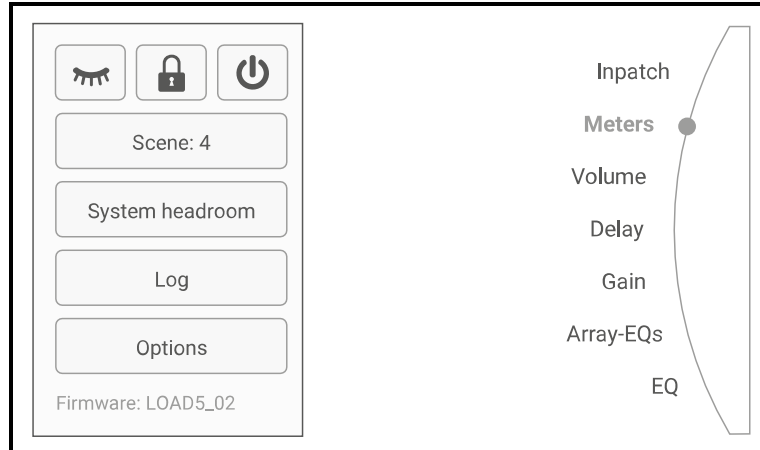 Scene: 4
System headroom
Log
Options
Firmware: LOAD5_02
Inpatch
Meters
Volume
Delay
Gain
Array-EQs
EQ